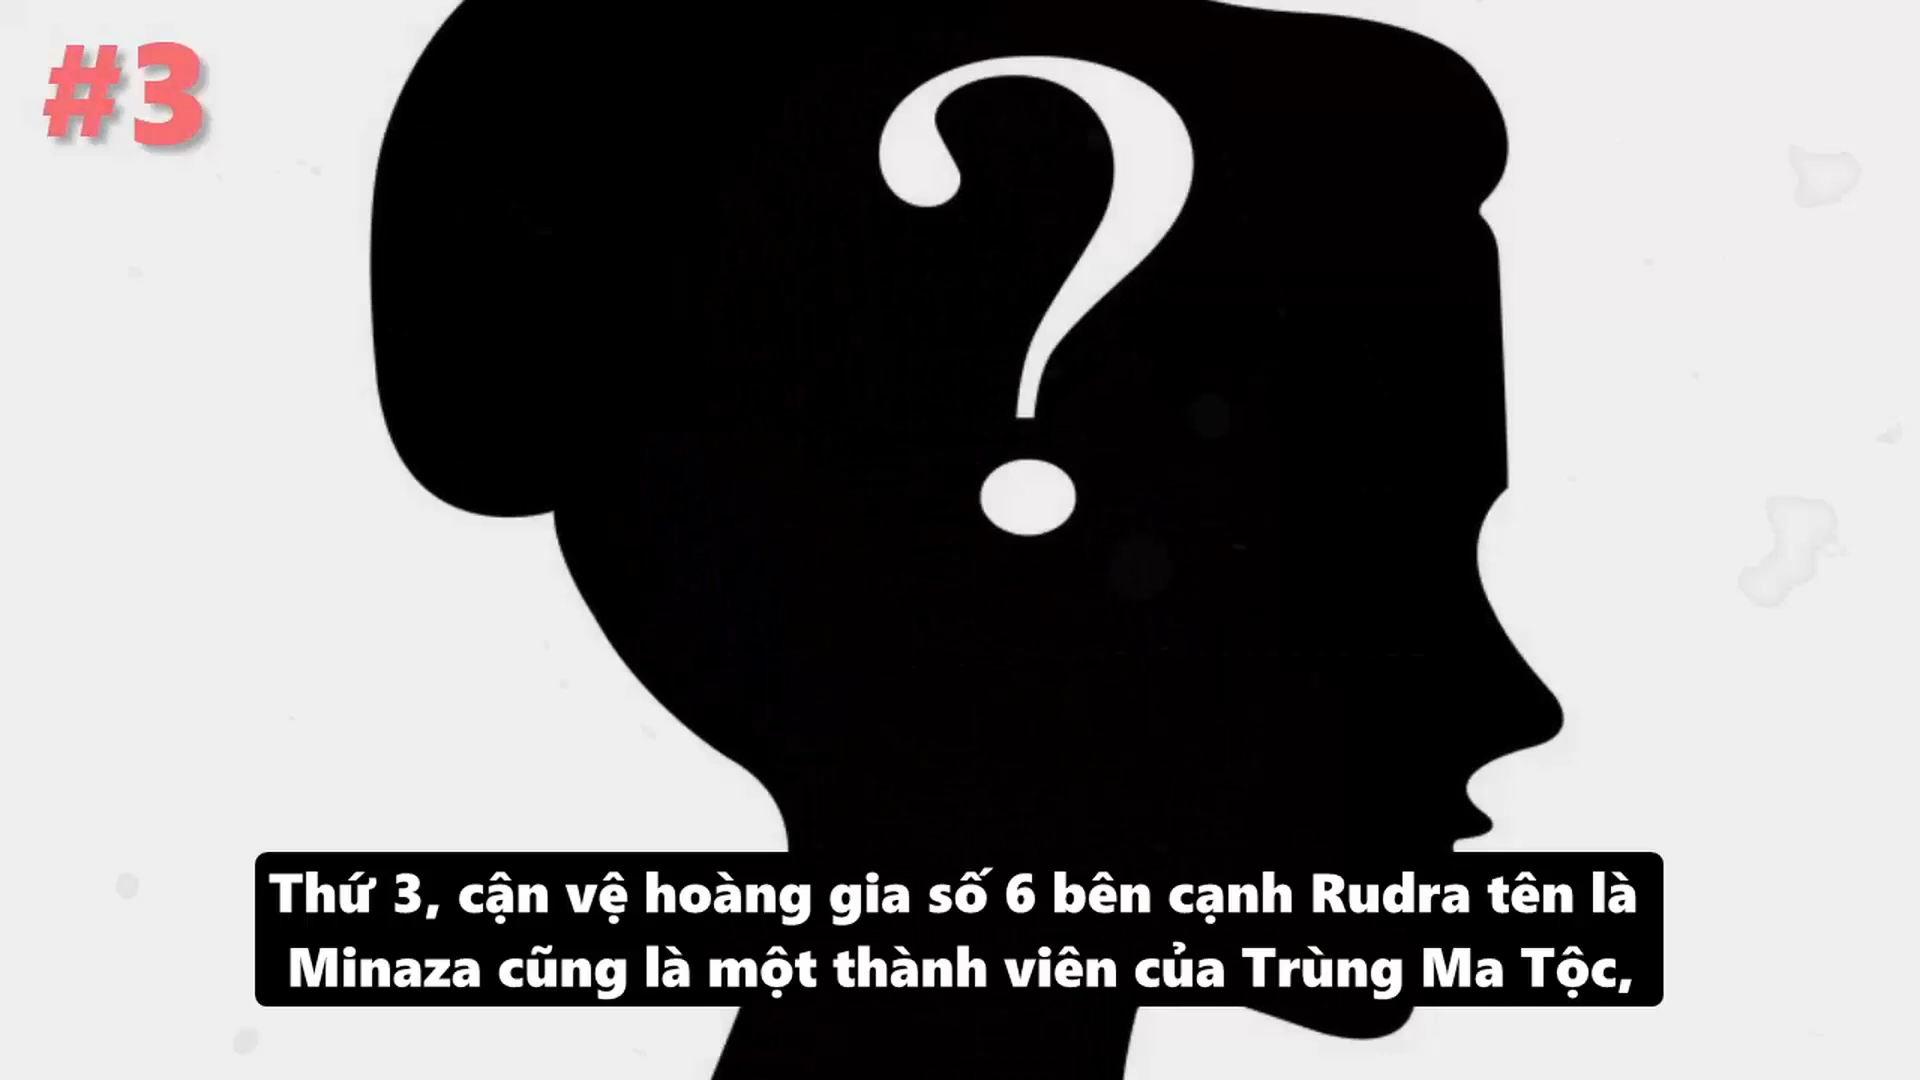 #3
?
Thứ 3, cận vệ hoàng gia số 6 bên cạnh Rudra tên là
Minaza cũng là một thành viên của Trùng Ma Tộc,